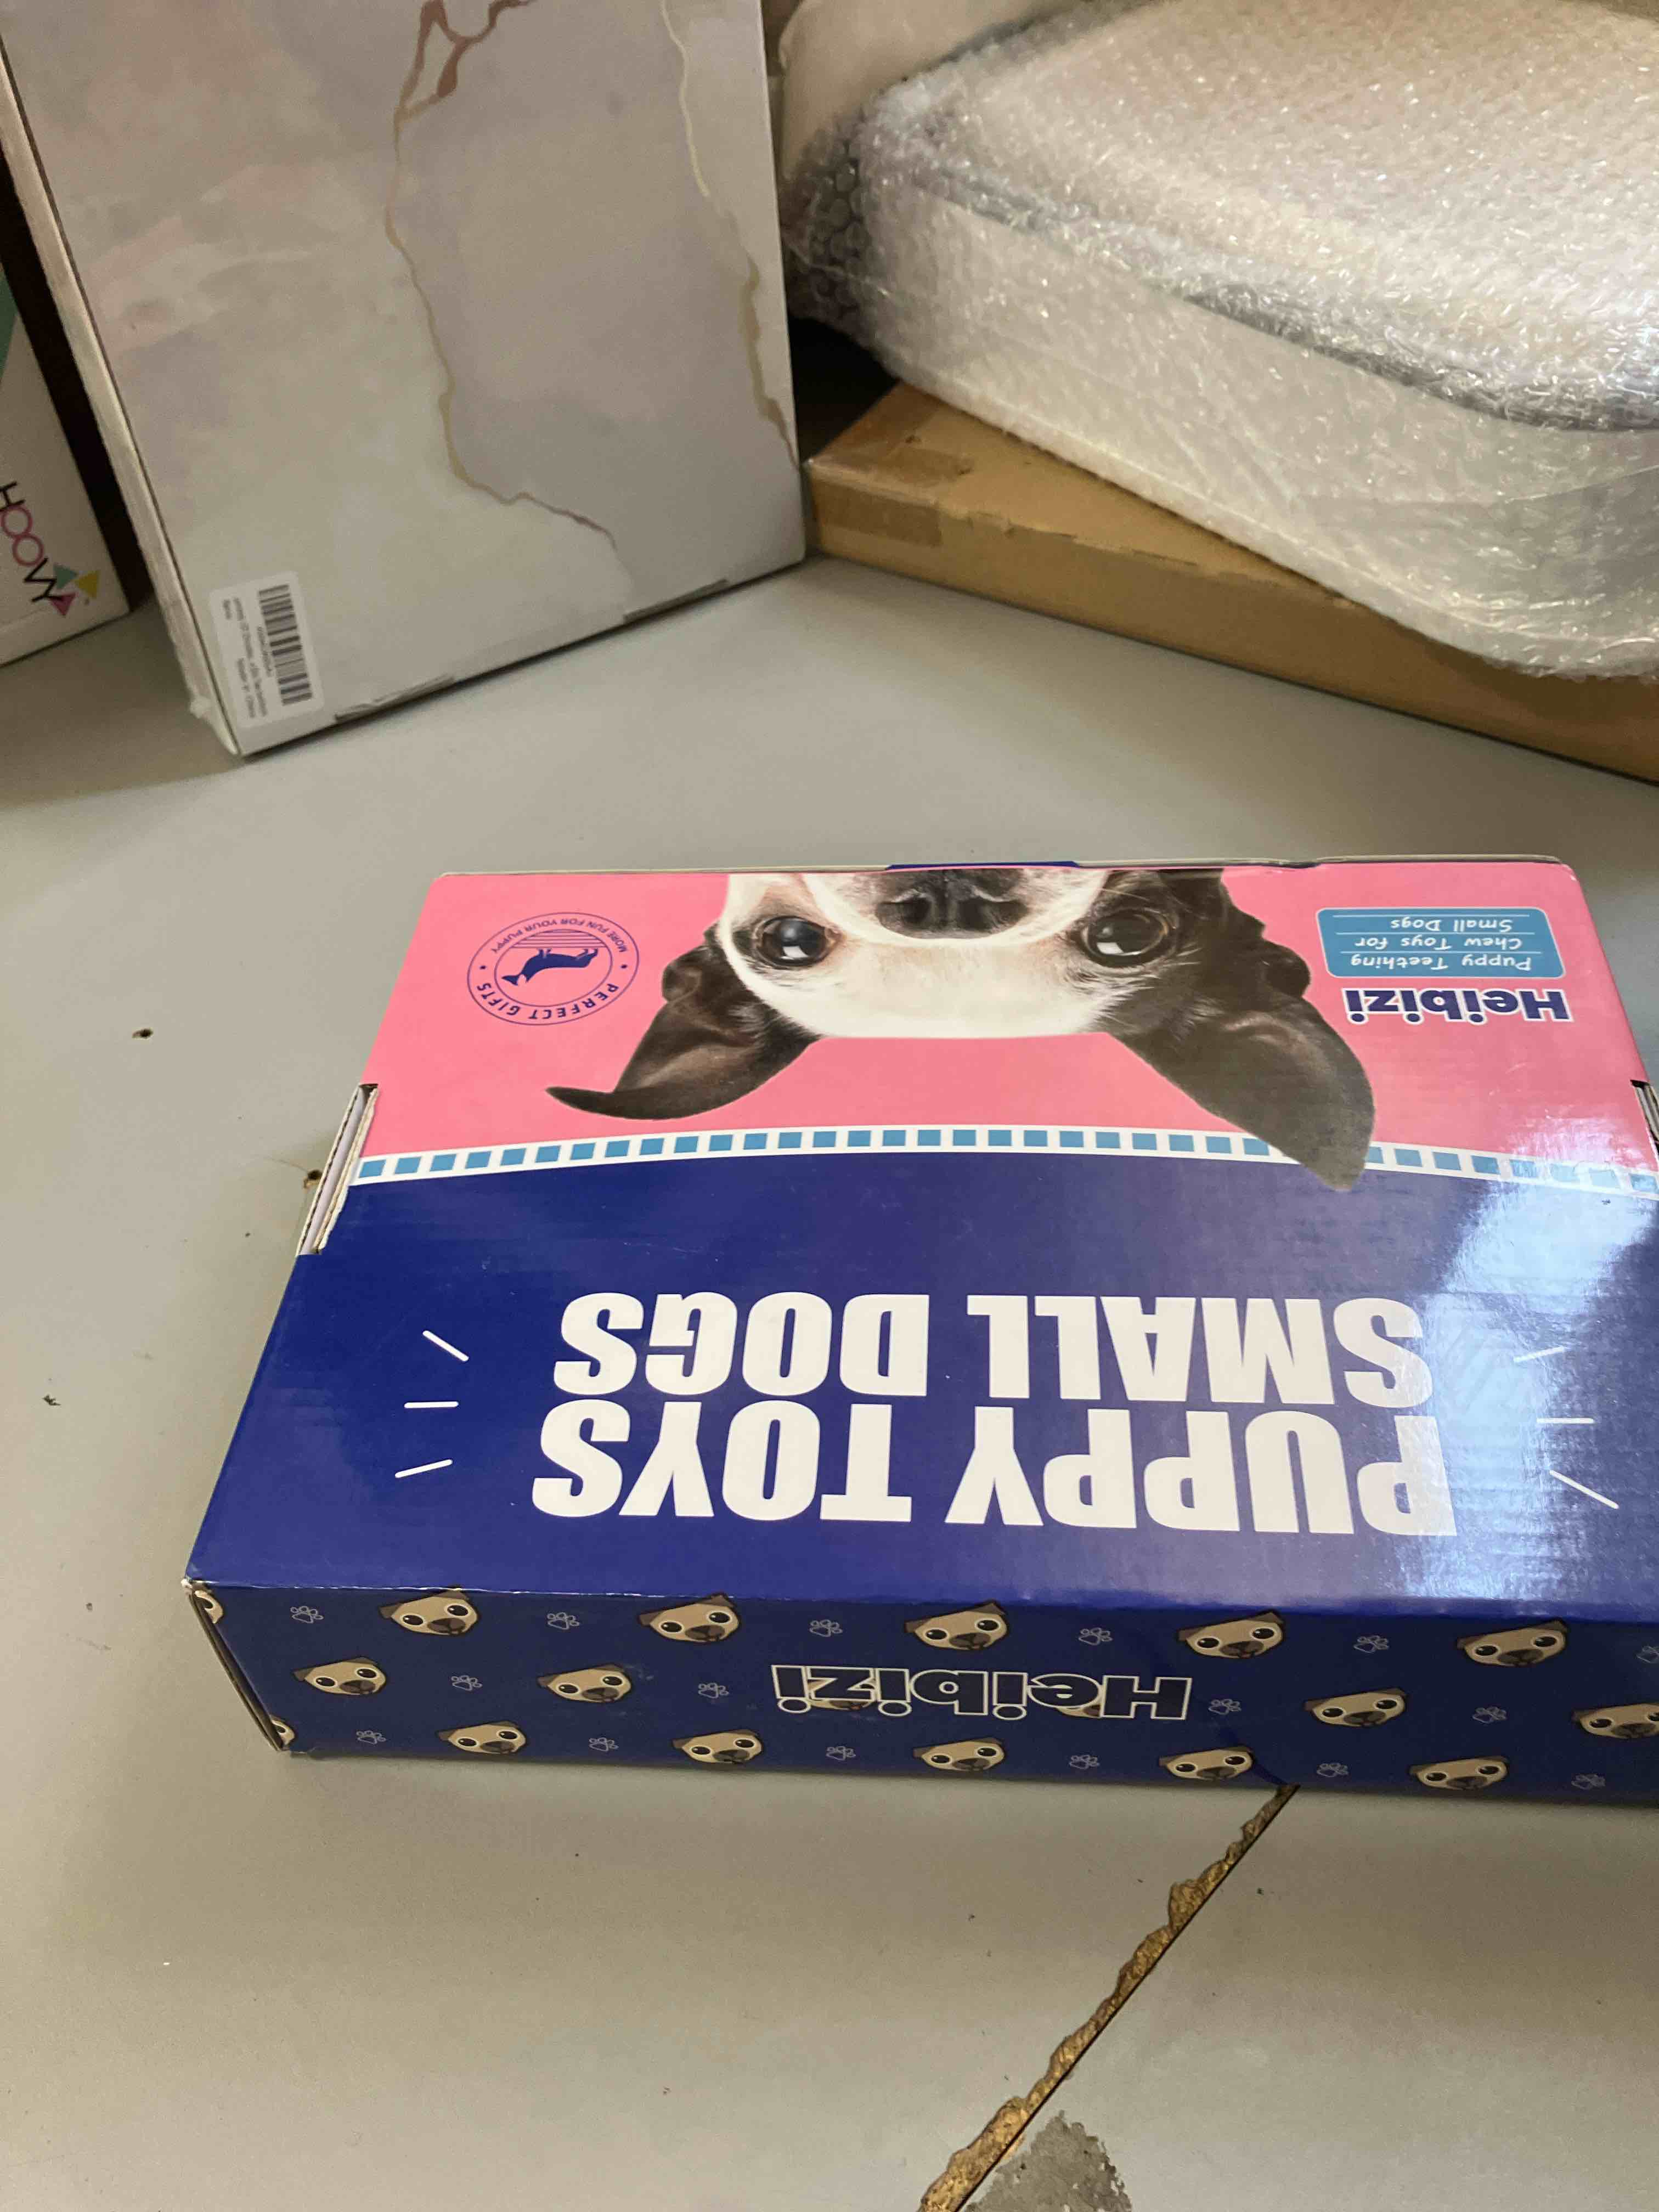 PUPPY TOYS
SMALL DOGS
Heibizi
Puppy Teething
Chew Toys for
Small Dogs
PERFECT GIFTS
MORE FUN FOR YOUR PUPPY
Heibizi
HOOVY